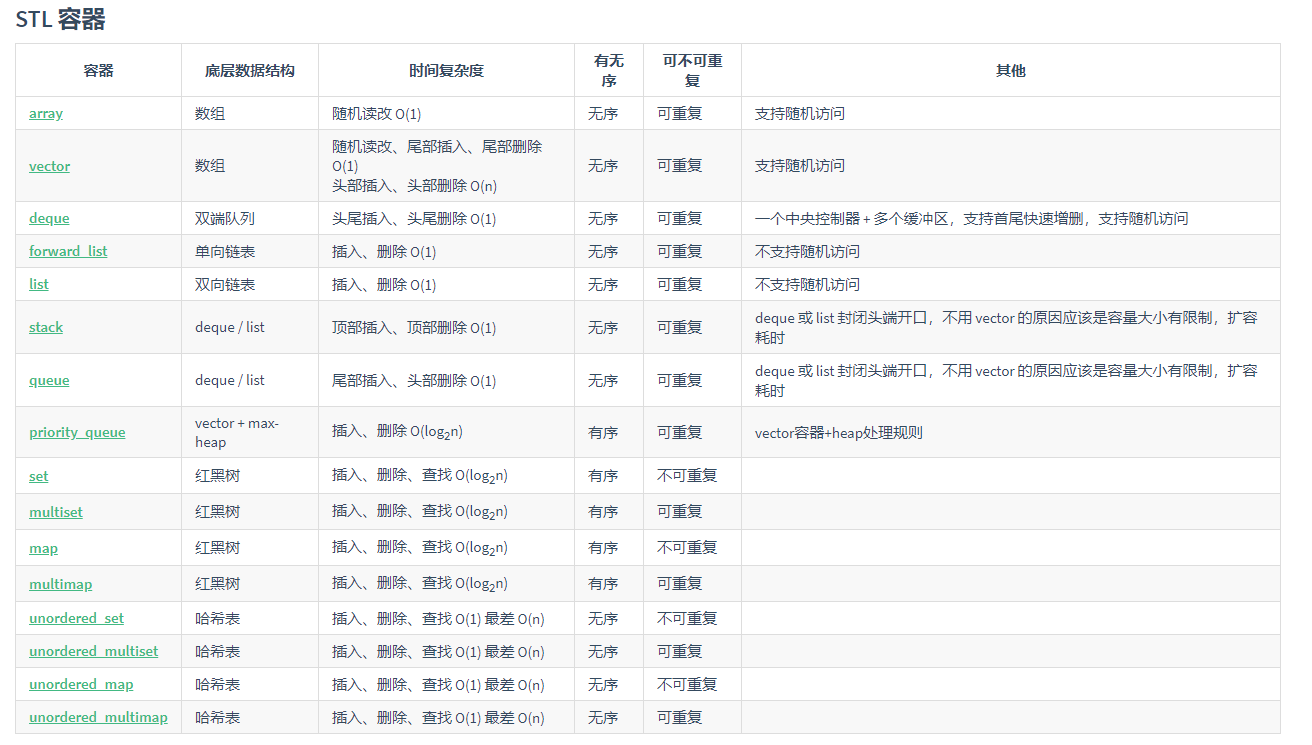 STL 容器
容器 底层数据结构 时间复杂度 有无 可不可重 其他
序 复
array 数组 随机读改 O(1) 无序 可重复 支持随机访问
随机读改、尾部插入、尾部删除
vector 数组 O(1) 无序 可重复 支持随机访问
头部插入、头部删除 O(n)
deque 双端队列 头尾插入、头尾删除 O(1) 无序 可重复 一个中央控制器 + 多个缓冲区，支持首尾快速增删，支持随机访问
forward_list 单向链表 插入、删除 O(1) 无序 可重复 不支持随机访问
list 双向链表 插入、删除 O(1) 无序 可重复 不支持随机访问
stack deque / list 顶部插入、顶部删除 O(1) 无序 可重复 deque 或 list 封闭头端开口，不用 vector 的原因应该是容量大小有限制，扩容
耗时
queue deque / list 尾部插入、头部删除 O(1) 无序 可重复 deque 或 list 封闭头端开口，不用 vector 的原因应该是容量大小有限制，扩容
耗时
priority_queue vector + max- 插入、删除 O(log2n) 有序 可重复 vector容器+heap处理规则
heap
set 红黑树 插入、删除、查找 O(log2n) 有序 不可重复
multiset 红黑树 插入、删除、查找 O(log2n) 有序 可重复
map 红黑树 插入、删除、查找 O(log2n) 有序 不可重复
multimap 红黑树 插入、删除、查找 O(log2n) 有序 可重复
unordered_set 哈希表 插入、删除、查找 O(1) 最差 O(n) 无序 不可重复
unordered_multiset 哈希表 插入、删除、查找 O(1) 最差 O(n) 无序 可重复
unordered_map 哈希表 插入、删除、查找 O(1) 最差 O(n) 无序 不可重复
unordered_multimap 哈希表 插入、删除、查找 O(1) 最差 O(n) 无序 可重复